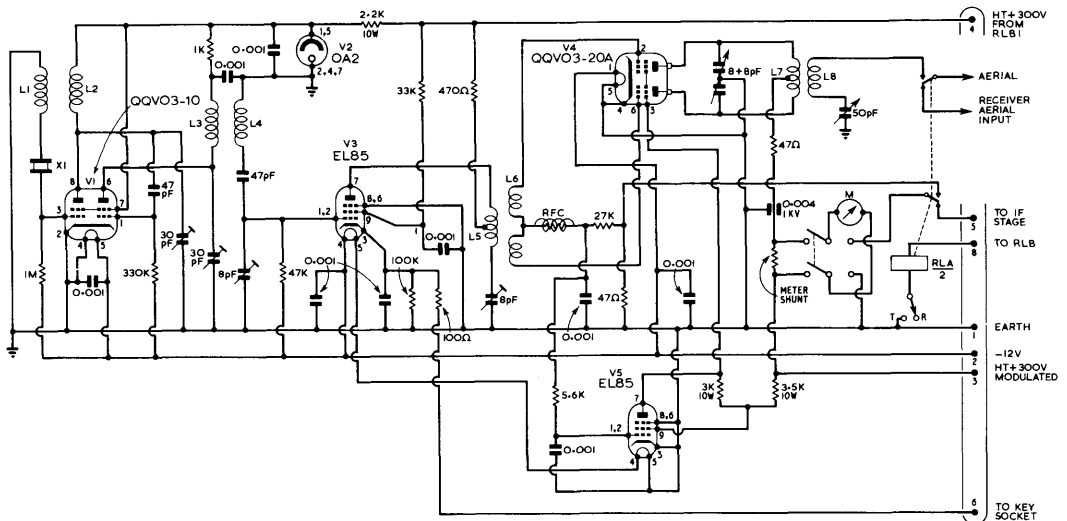 HT+300V
FROM
RLB1
4
2.2K
10W
1K
0.001
1,5
V2
OA2
2,4,7
0.001
L1
L2
QQVO3-10
L3
L4
33K
470Ω
V4
QQVO3-20A
2
1
5
4
6
3
8+8pF
L7
L8
50pF
AERIAL
RECEIVER
AERIAL
INPUT
X1
8
V1
6
3
7
1
2
4
5
47
pF
30
pF
30
pF
8pF
47pF
V3
EL85
7
8,6
9
1,2
4
5
3
1
0.001
L5
L6
RFC
27K
47Ω
0.004
1KV
M
TO IF
STAGE
5
TO RLB
8
RLA
2
T
R
1M
0.001
330K
47K
0.001
100K
100Ω
8pF
0.001
47Ω
0.001
METER
SHUNT
EARTH
1
-12V
2
HT+300V
MODULATED
3
V5
EL85
7
8,6
9
1,2
3
4
5
5.6K
0.001
3K
10W
3.5K
10W
6
TO KEY
SOCKET